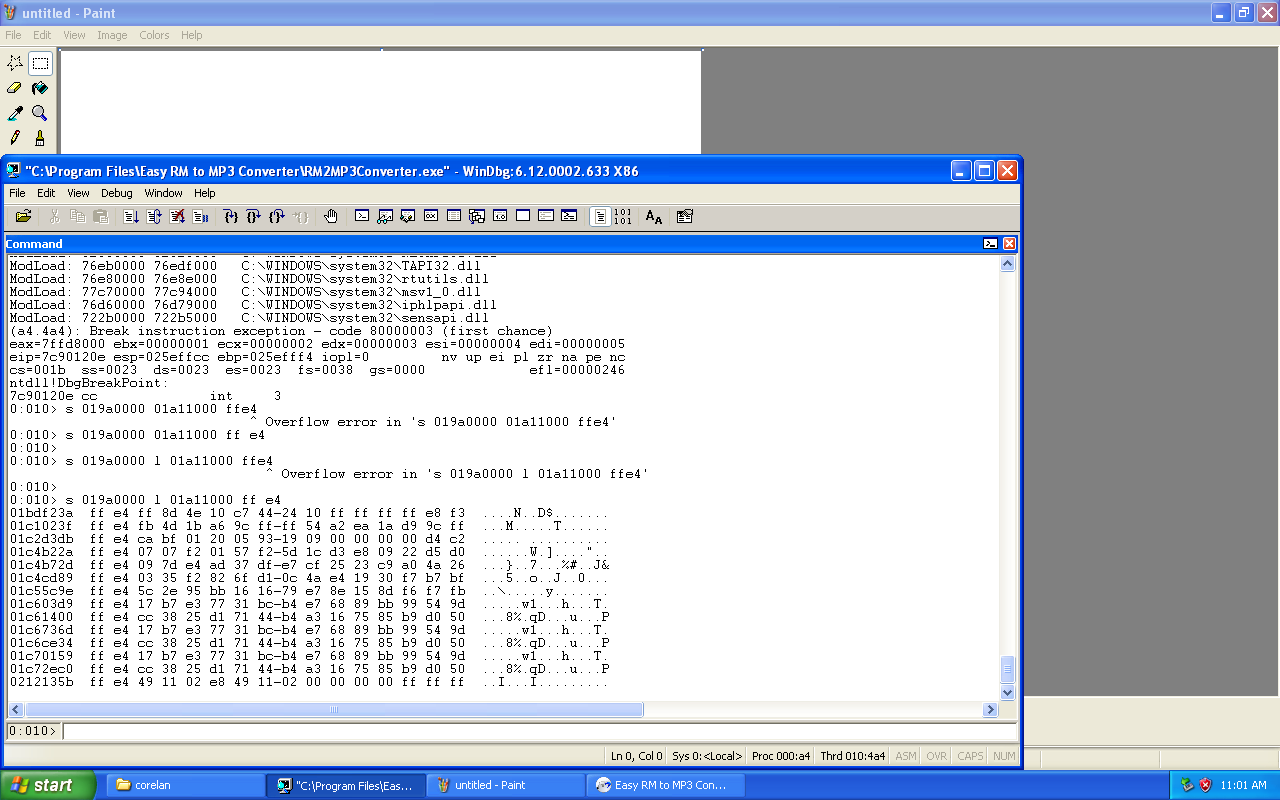 untitled - Paint
File Edit View Image Colors Help
"C:\Program Files\Easy RM to MP3 Converter\RM2MP3Converter.exe" - WinDbg:6.12.0002.633 X86
File Edit View Debug Window Help
Command
ModLoad: 76eb0000 76edf000   C:\WINDOWS\system32\TAPI32.dll
ModLoad: 76e80000 76e8e000   C:\WINDOWS\system32\rtutils.dll
ModLoad: 77c70000 77c94000   C:\WINDOWS\system32\msv1_0.dll
ModLoad: 76d60000 76d79000   C:\WINDOWS\system32\iphlpapi.dll
ModLoad: 722b0000 722b5000   C:\WINDOWS\system32\sensapi.dll
(a4.4a4): Break instruction exception - code 80000003 (first chance)
eax=7ffd8000 ebx=00000001 ecx=00000002 edx=00000003 esi=00000004 edi=00000005
eip=7c90120e esp=025effcc ebp=025efff4 iopl=0         nv up ei pl zr na pe nc
cs=001b  ss=0023  ds=0023  es=0023  fs=0038  gs=0000             efl=00000246
ntdll!DbgBreakPoint:
7c90120e cc              int     3
0:010> s 019a0000 01a11000 ffe4
^ Overflow error in 's 019a0000 01a11000 ffe4'
0:010> s 019a0000 01a11000 ff e4
0:010>
0:010> s 019a0000 l 01a11000 ffe4
^ Overflow error in 's 019a0000 l 01a11000 ffe4'
0:010>
0:010> s 019a0000 l 01a11000 ff e4
01bdf23a  ff e4 ff 8d 4e 10 c7 44-24 10 ff ff ff ff e8 f3  ....N..D$.......
01c1023f  ff e4 fb 4d 1b a6 9c ff-ff 54 a2 ea 1a d9 9c ff  ...M.....T......
01c2d3db  ff e4 ca bf 01 20 05 93-19 09 00 00 00 00 d4 c2  ..... ..........
01c4b22a  ff e4 07 07 f2 01 57 f2-5d 1c d3 e8 09 22 d5 d0  ......W.]...."..
01c4b72d  ff e4 09 7d e4 ad 37 df-e7 cf 25 23 c9 a0 4a 26  ...}..7...%#..J&
01c4cd89  ff e4 03 35 f2 82 6f d1-0c 4a e4 19 30 f7 b7 bf  ...5..o..J..0...
01c55c9e  ff e4 5c 2e 95 bb 16 16-79 e7 8e 15 8d f6 f7 fb  ..\.....y.......
01c603d9  ff e4 17 b7 e3 77 31 bc-b4 e7 68 89 bb 99 54 9d  .....w1...h...T.
01c61400  ff e4 cc 38 25 d1 71 44-b4 a3 16 75 85 b9 d0 50  ...8%.qD...u...P
01c6736d  ff e4 17 b7 e3 77 31 bc-b4 e7 68 89 bb 99 54 9d  .....w1...h...T.
01c6ce34  ff e4 cc 38 25 d1 71 44-b4 a3 16 75 85 b9 d0 50  ...8%.qD...u...P
01c70159  ff e4 17 b7 e3 77 31 bc-b4 e7 68 89 bb 99 54 9d  .....w1...h...T.
01c72ec0  ff e4 cc 38 25 d1 71 44-b4 a3 16 75 85 b9 d0 50  ...8%.qD...u...P
0212135b  ff e4 49 11 02 e8 49 11-02 00 00 00 00 ff ff ff  ..I...I.........
0:010>
Ln 0, Col 0 Sys 0:<Local> Proc 000:a4 Thrd 010:4a4 ASM OVR CAPS NUM
start corelan "C:\Program Files\Eas... untitled - Paint Easy RM to MP3 Con... 11:01 AM